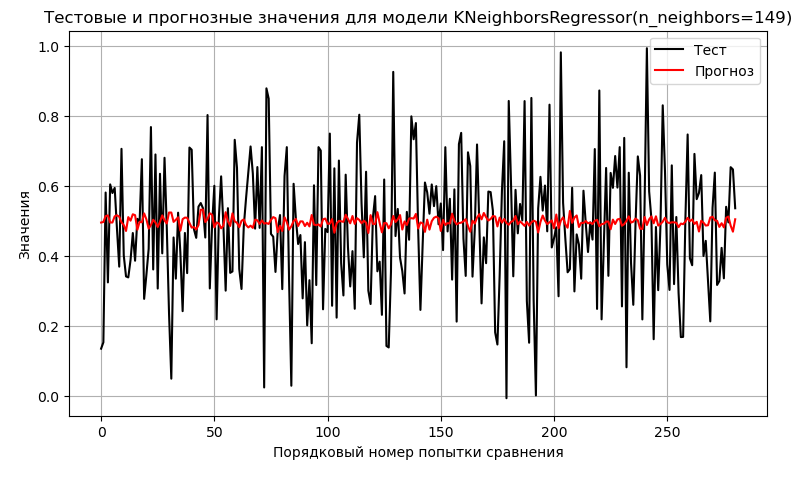 Тестовые и прогнозные значения для модели KNeighborsRegressor(n_neighbors=149)
Тест
Прогноз
Значения
1.0
0.8
0.6
0.4
0.2
0.0
0 50 100 150 200 250
Порядковый номер попытки сравнения